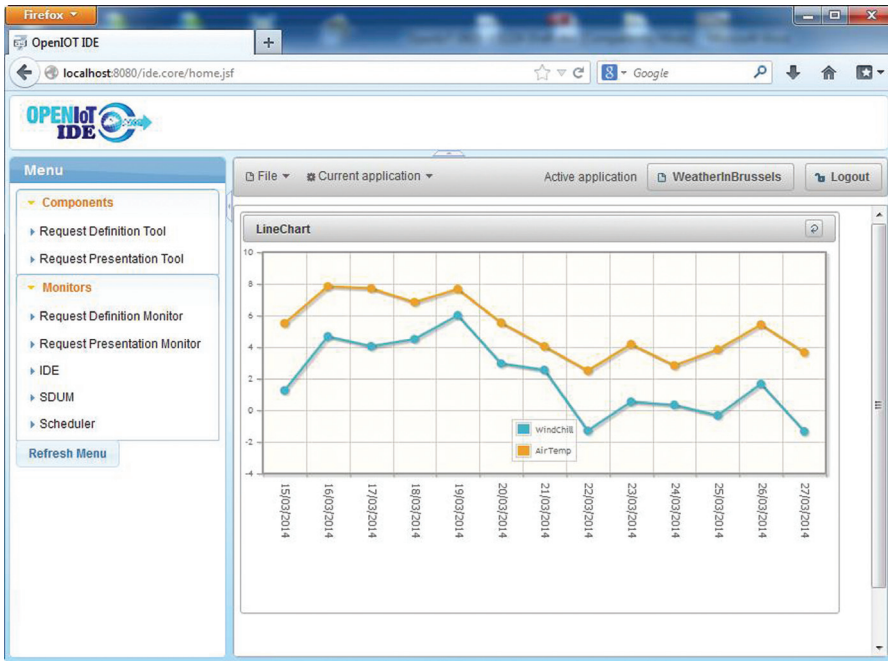 Firefox
OpenIOT IDE
localhost:8080/ide.core/home.jsf
Google
OPENIoT
IDE
Menu
Components
Request Definition Tool
Request Presentation Tool
Monitors
Request Definition Monitor
Request Presentation Monitor
IDE
SDUM
Scheduler
Refresh Menu
File
Current application
Active application
WeatherInBrussels
Logout
LineChart
10
8
6
4
2
0
-2
-4
WindChill
AirTemp
15/03/2014
16/03/2014
17/03/2014
18/03/2014
19/03/2014
20/03/2014
21/03/2014
22/03/2014
23/03/2014
24/03/2014
25/03/2014
26/03/2014
27/03/2014